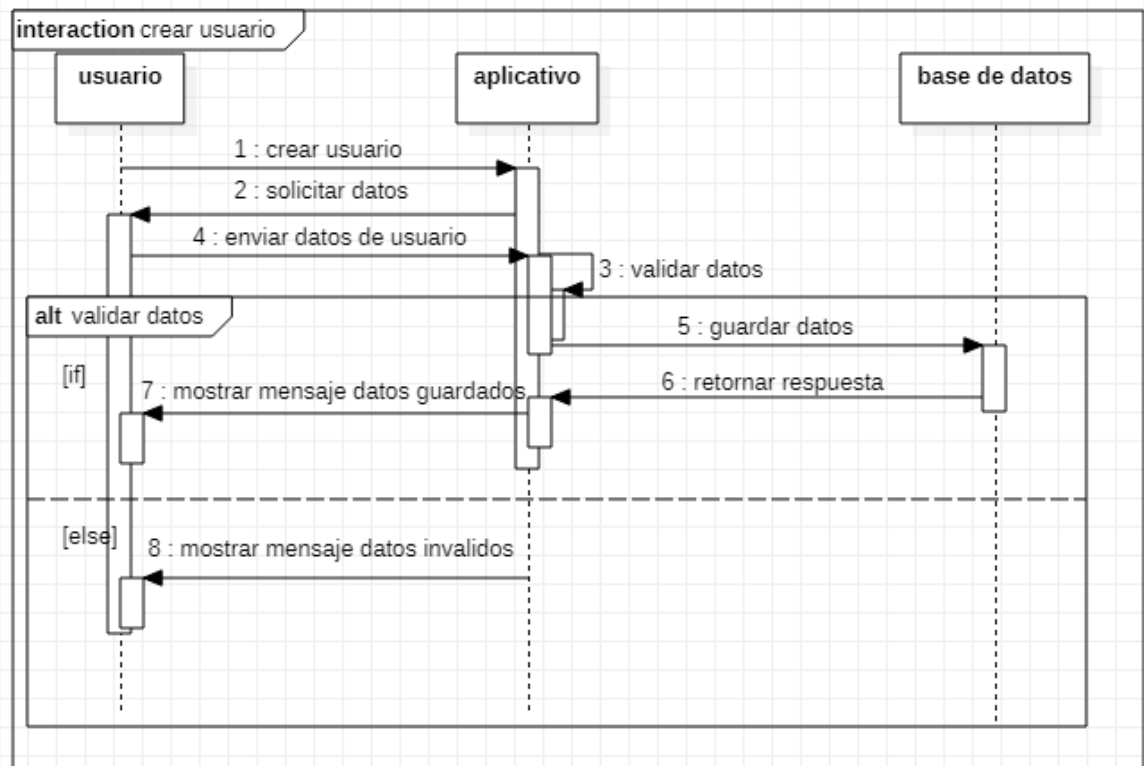 interaction crear usuario
usuario
aplicativo
base de datos
1 : crear usuario
2 : solicitar datos
4 : enviar datos de usuario
3 : validar datos
alt validar datos
5 : guardar datos
[if]
6 : retornar respuesta
7 : mostrar mensaje datos guardados
[else]
8 : mostrar mensaje datos invalidos